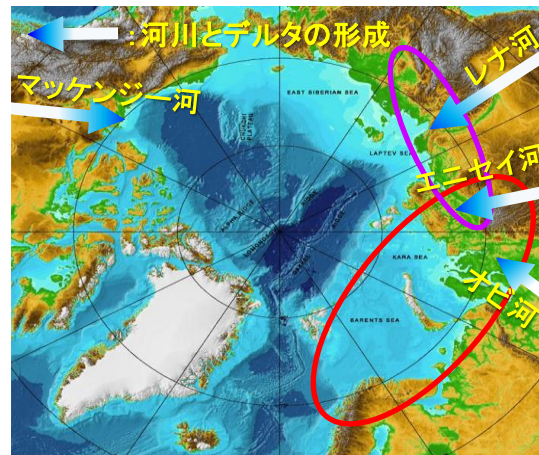 :河川とデルタの形成
レナ河
マッケンジー河
EAST SIBERIAN SEA
LAPTEV SEA
エニセイ河
KARA SEA
オビ河
BARENTS SEA